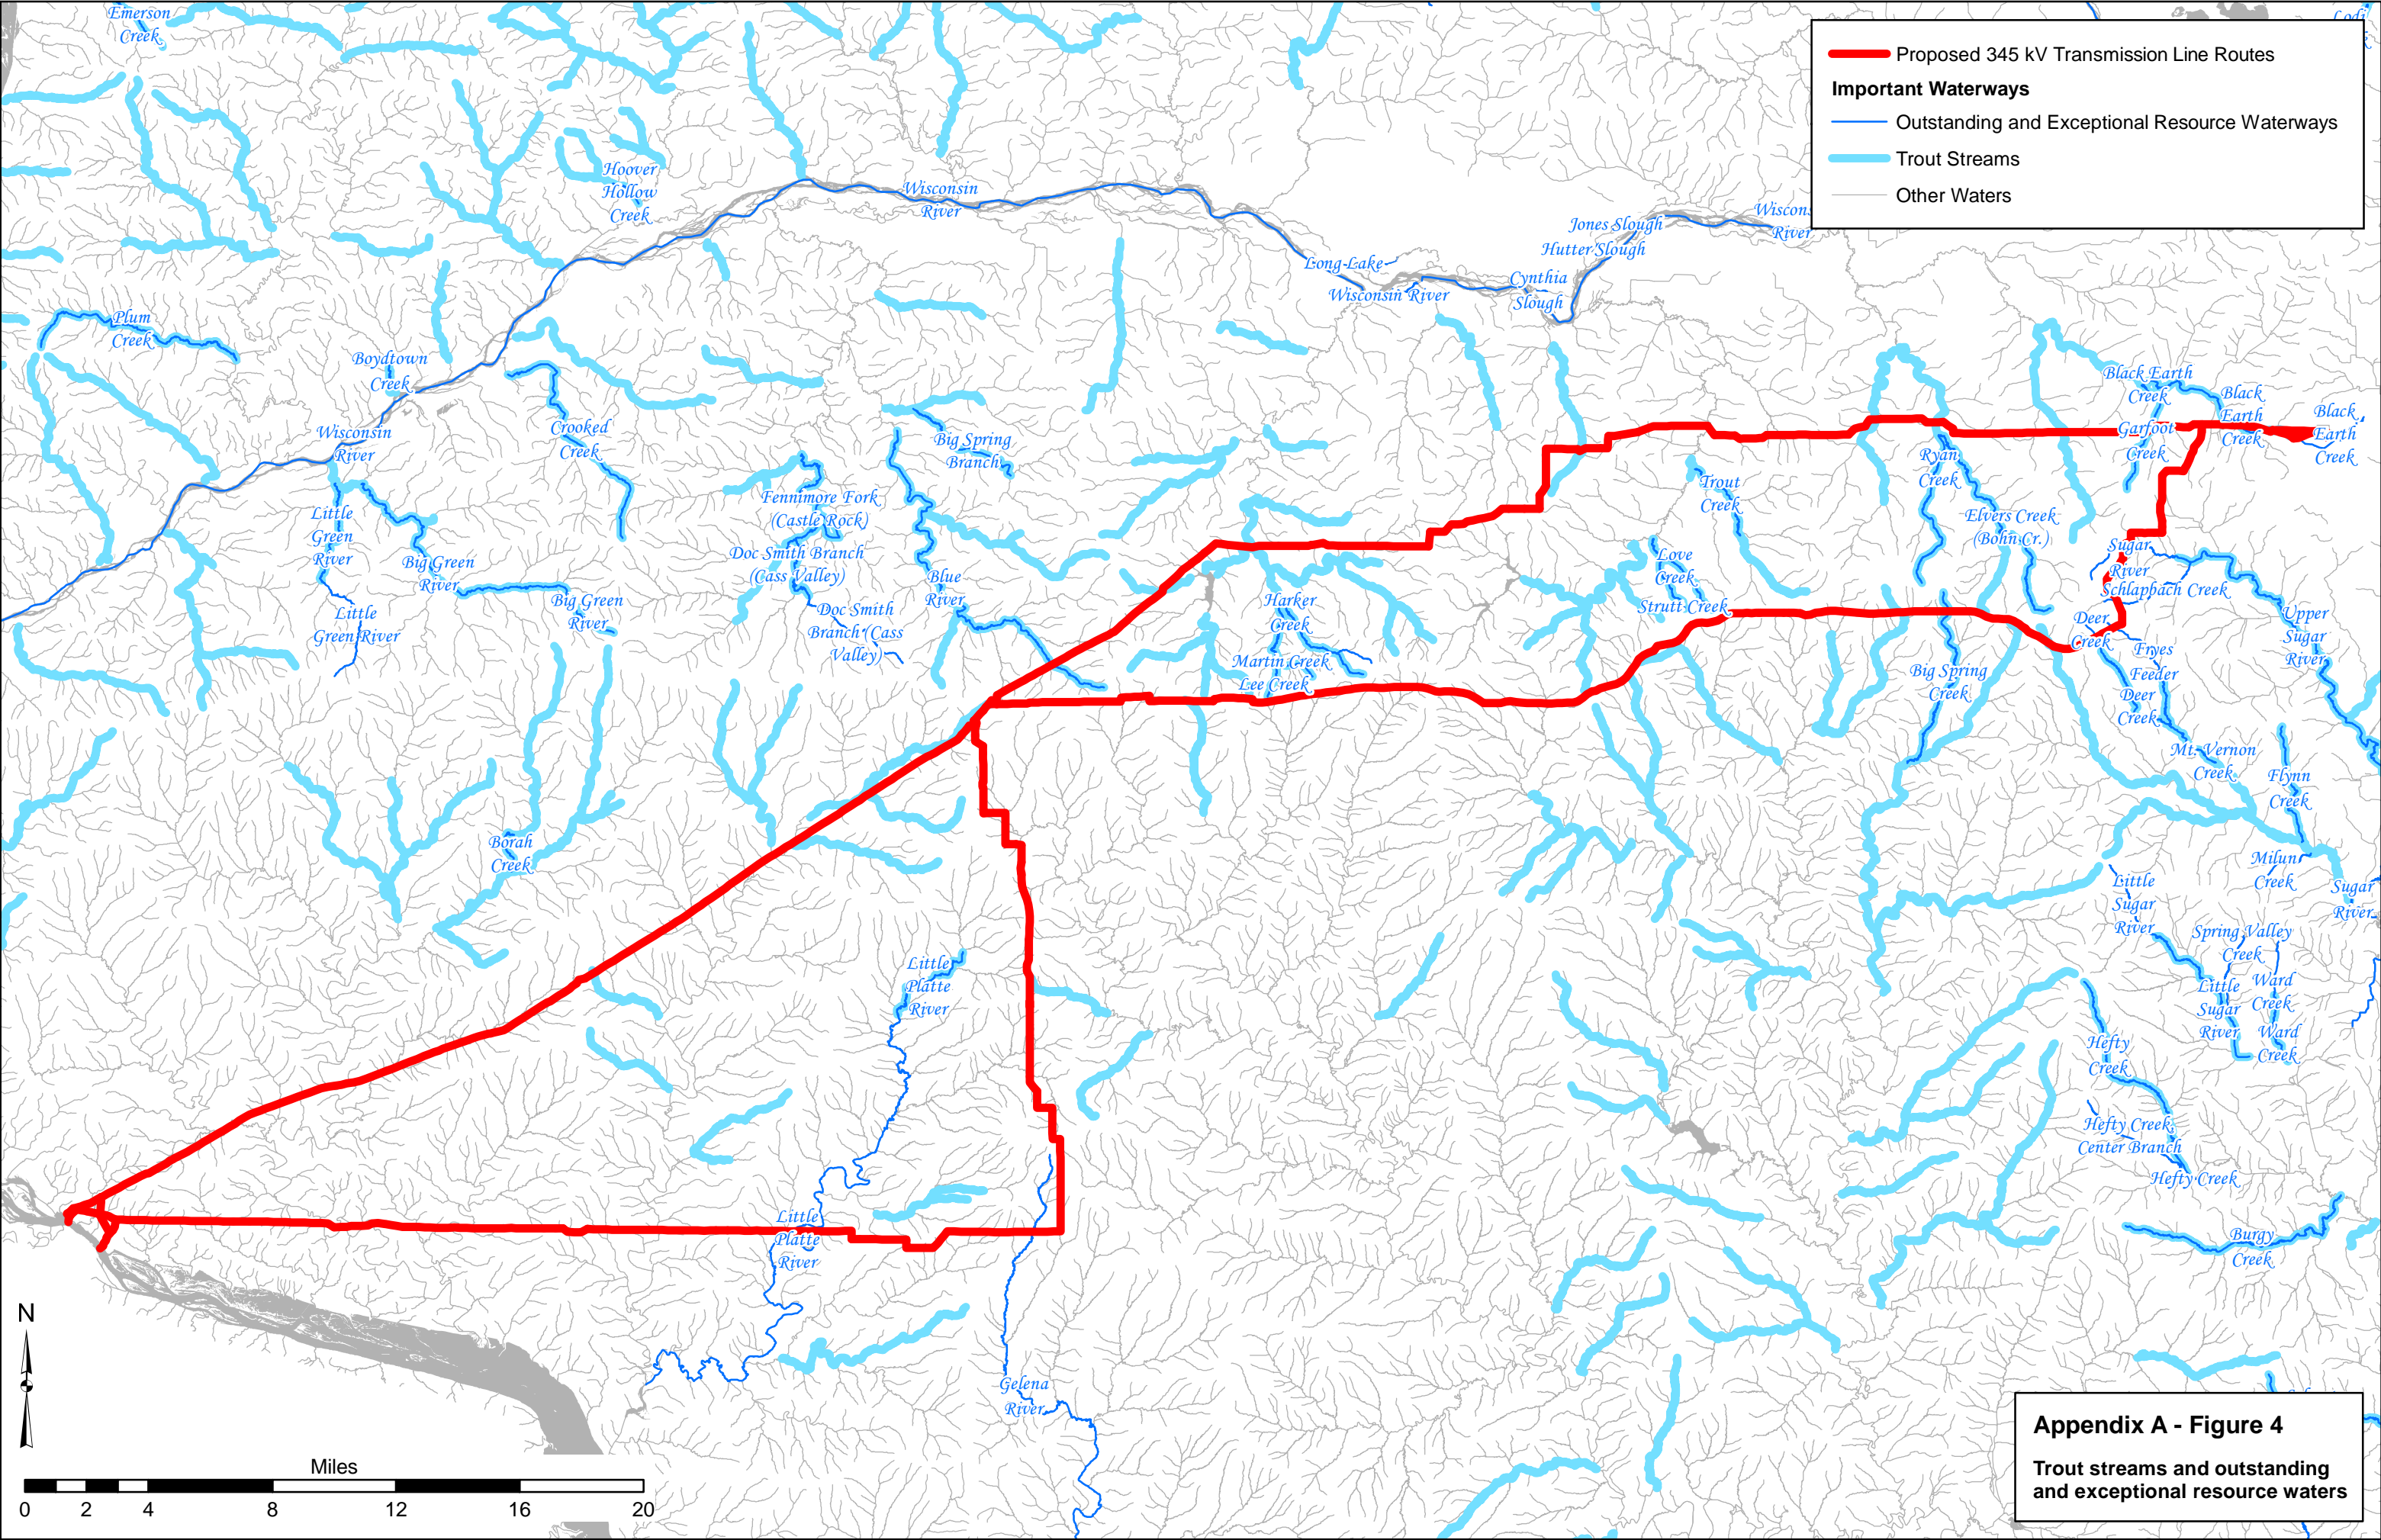 Emerson
Creek
Lodi
Proposed 345 kV Transmission Line Routes
Important Waterways
Outstanding and Exceptional Resource Waterways
Trout Streams
Other Waters
Hoover
Hollow
Creek
Wisconsin
River
Jones Slough
Hutter Slough
Wiscons
River
Long Lake
Wisconsin River
Cynthia
Slough
Plum
Creek
Boydtown
Creek
Wisconsin
River
Crooked
Creek
Big Spring
Branch
Black Earth
Creek
Black
Earth
Creek
Black
Earth
Creek
Garfoot
Creek
Ryan
Creek
Trout
Creek
Fennimore Fork
(Castle Rock)
Little
Green
River
Doc Smith Branch
(Cass Valley)
Big Green
River
Blue
River
Elvers Creek
(Bohn Cr.)
Love
Creek
Strutt Creek
Sugar
River
Schlapbach Creek
Big Green
River
Little
Green River
Doc Smith
Branch (Cass
Valley)
Harker
Creek
Martin Creek
Lee Creek
Deer
Creek
Upper
Sugar
River
Fryes
Feeder
Big Spring
Creek
Deer
Creek
Mt. Vernon
Creek
Flynn
Creek
Borah
Creek
Milum
Creek
Little
Sugar
River
Sugar
River
Spring Valley
Creek
Little
Platte
River
Little
Sugar
River
Ward
Creek
Ward
Creek
Hefty
Creek
Hefty Creek
Center Branch
Hefty Creek
Little
Platte
River
Burgy
Creek
Gelena
River
N
Miles
0 2 4 8 12 16 20
Appendix A - Figure 4
Trout streams and outstanding
and exceptional resource waters